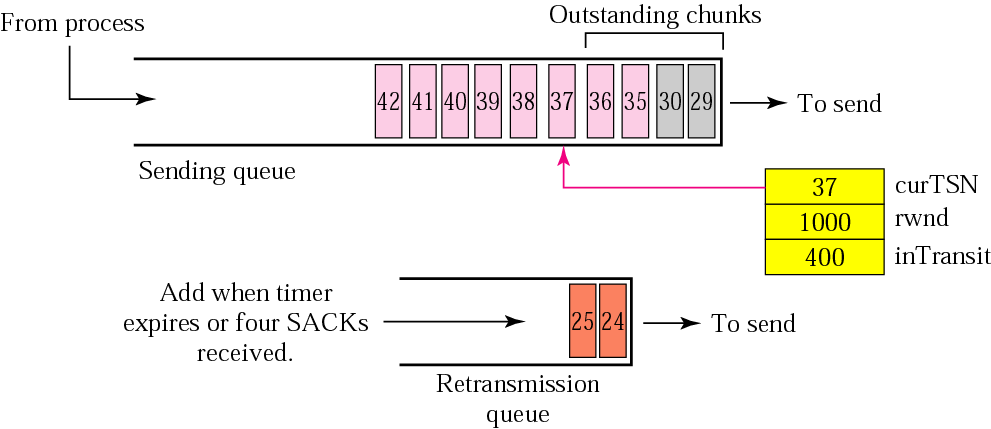 Outstanding chunks
From process
42 41 40 39 38 37 36 35 30 29
To send
Sending queue
37 curTSN
1000 rwnd
400 inTransit
Add when timer
expires or four SACKs
received.
25 24
To send
Retransmission
queue